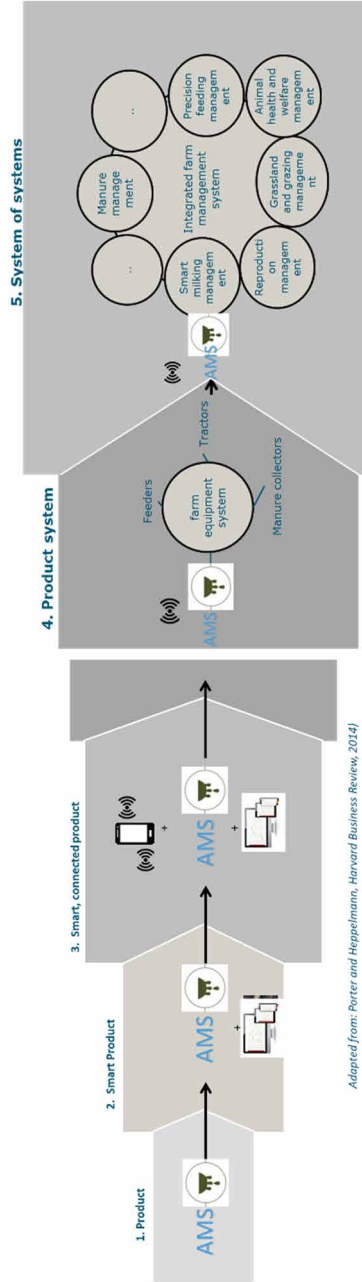 1. Product
AMS
2. Smart Product
AMS
+
3. Smart, connected product
+
AMS
+
4. Product system
AMS
Feeders
farm
equipment
system
Tractors
Manure collectors
5. System of systems
AMS
Integrated farm
management
system
Smart
milking
managem
ent
..
Manure
manage
ment
..
Precision
feeding
managem
ent
Animal
health and
welfare
managem
ent
Grassland
and grazing
manageme
nt
Reproducti
on
managem
ent
Adapted from: Porter and Heppelmann, Harvard Business Review, 2014)